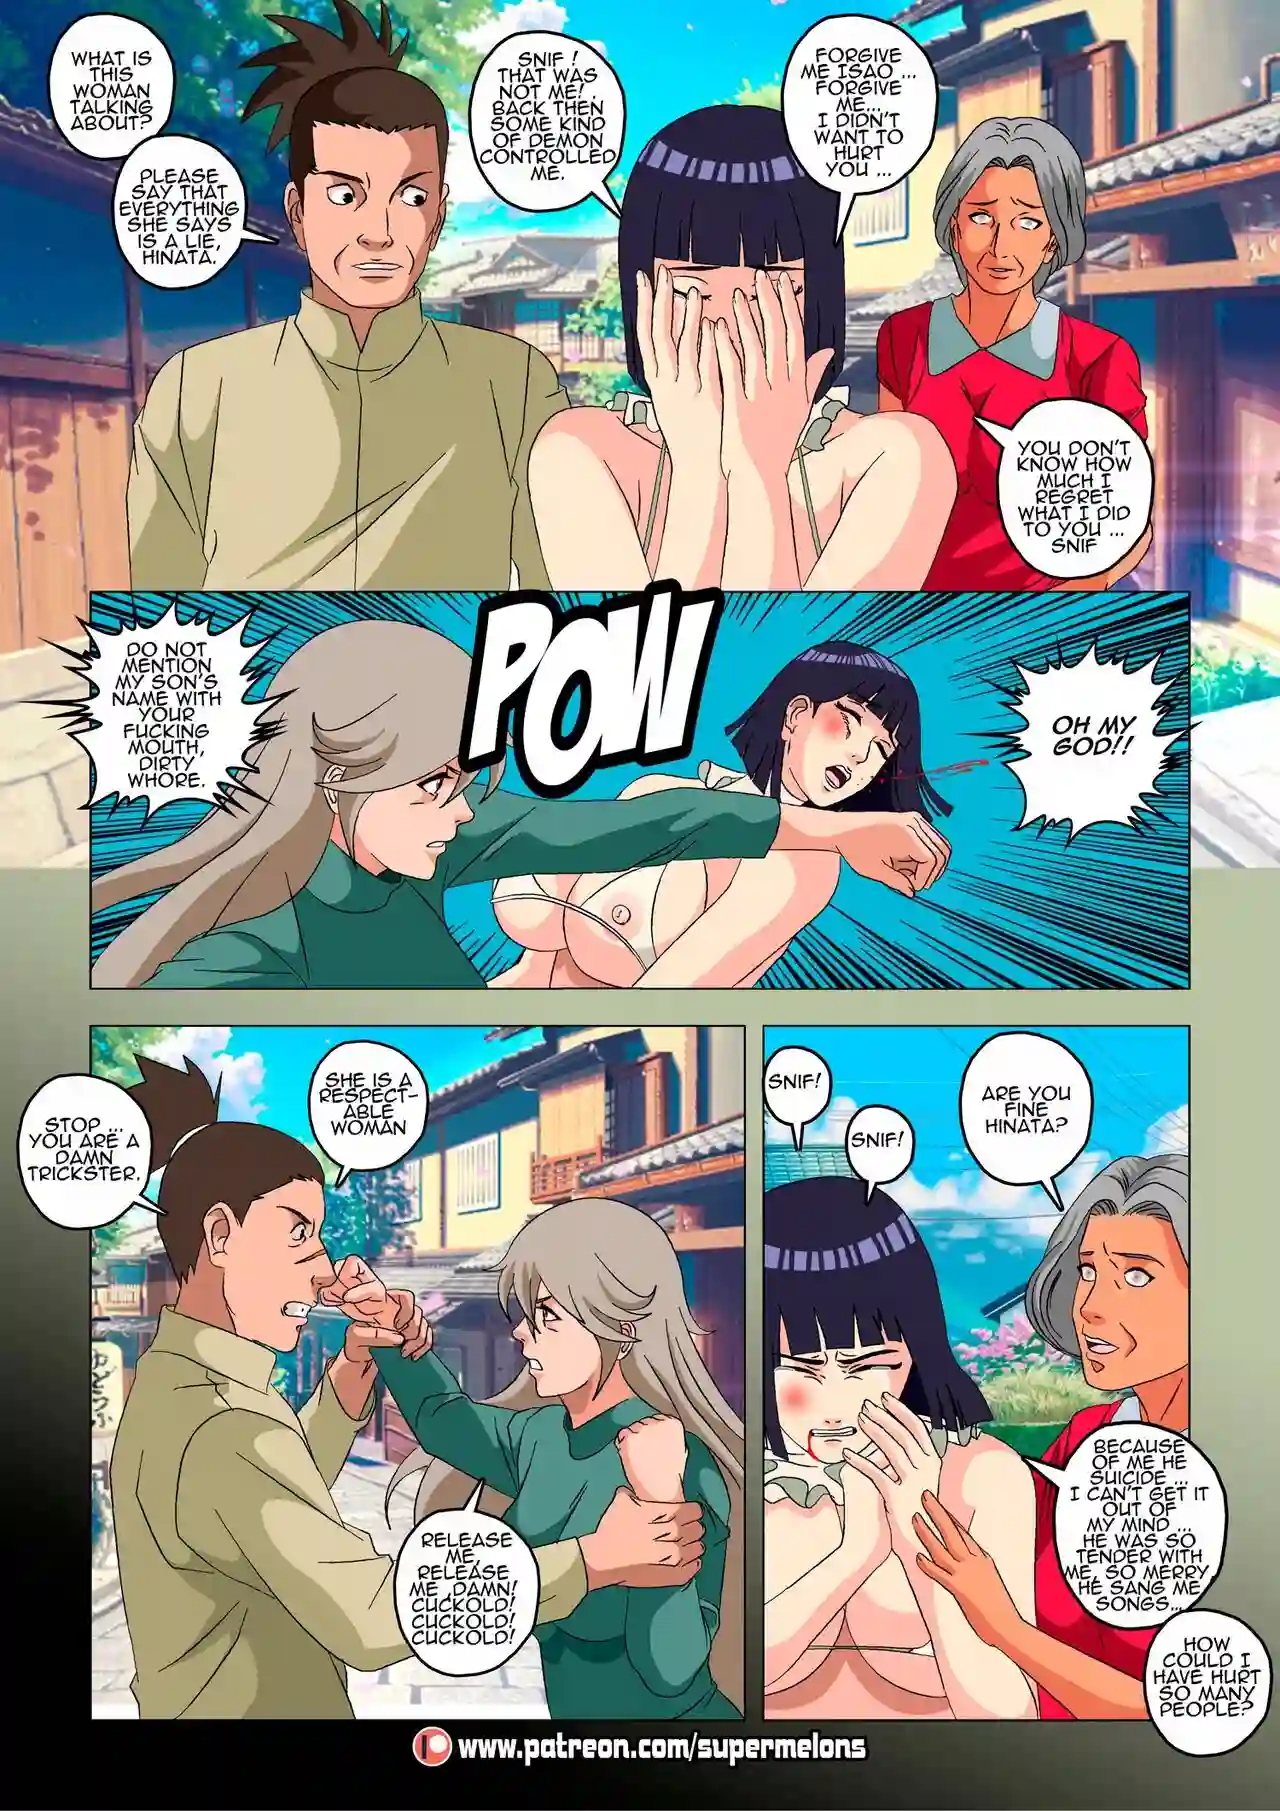 WHAT IS
THIS
WOMAN
TALKING
ABOUT?
PLEASE
SAY THAT
EVERYTHING
SHE SAYS
IS A LIE,
HINATA.
SNIF !
THAT WAS
NOT ME! .
BACK THEN
SOME KIND
OF DEMON
CONTROLLED
ME.
FORGIVE
ME ISAO ...
FORGIVE
ME...
I DIDN'T
WANT TO
HURT
YOU ...
YOU DON'T
KNOW HOW
MUCH I
REGRET
WHAT I DID
TO YOU ...
SNIF
DO NOT
MENTION
MY SON'S
NAME WITH
YOUR
FUCKING
MOUTH,
DIRTY
WHORE.
POW
OH MY
GOD!!
STOP ...
YOU ARE A
DAMN
TRICKSTER.
SHE IS A
RESPECT-
ABLE
WOMAN
RELEASE
ME,
RELEASE
ME ,DAMN!
CUCKOLD!
CUCKOLD!
CUCKOLD!
SNIF!
SNIF!
ARE YOU
FINE
HINATA?
BECAUSE
OF ME HE
SUICIDE ...
I CAN'T GET IT
OUT OF
MY MIND ...
HE WAS SO
TENDER WITH
ME, SO MERRY,
HE SANG ME
SONGS...
HOW
COULD I
HAVE HURT
SO MANY
PEOPLE?
www.patreon.com/supermelons